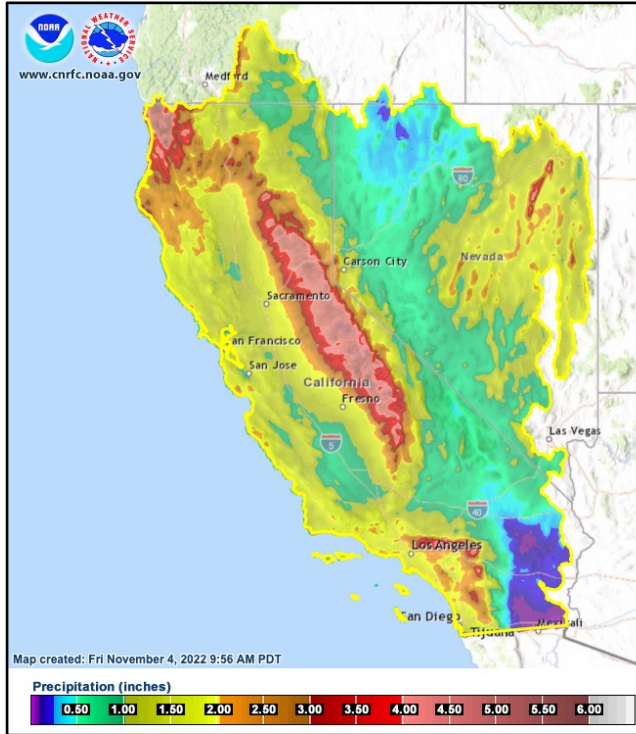 NOAA
NATIONAL WEATHER SERVICE
www.cnrfc.noaa.gov
Medford
80
Nevada
Carson City
Sacramento
an Francisco
San Jose
California
Fresno
5
Las Vegas
40
Los Angeles
San Diego
Tijuana
Mexicali
Map created: Fri November 4, 2022 9:56 AM PDT
Precipitation (inches)
0.50 1.00 1.50 2.00 2.50 3.00 3.50 4.00 4.50 5.00 5.50 6.00